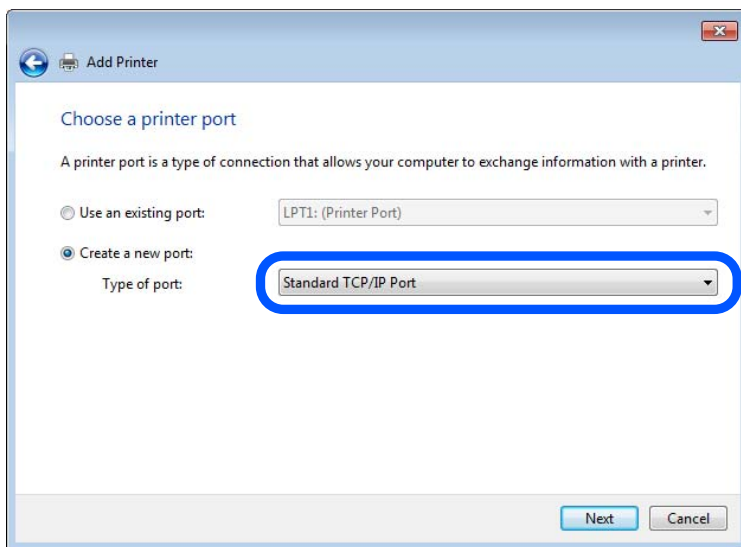 Add Printer
Choose a printer port
A printer port is a type of connection that allows your computer to exchange information with a printer.
Use an existing port: LPT1: (Printer Port)
Create a new port:
Type of port: Standard TCP/IP Port
Next Cancel